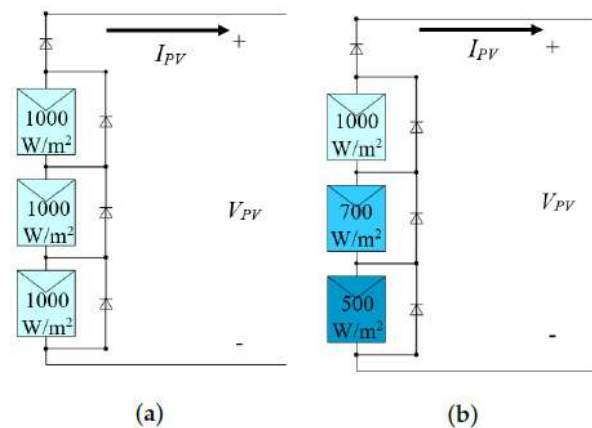 I_PV
+
1000
W/m²
1000
W/m²
V_PV
1000
W/m²
-
(a)
I_PV
+
1000
W/m²
700
W/m²
V_PV
500
W/m²
-
(b)